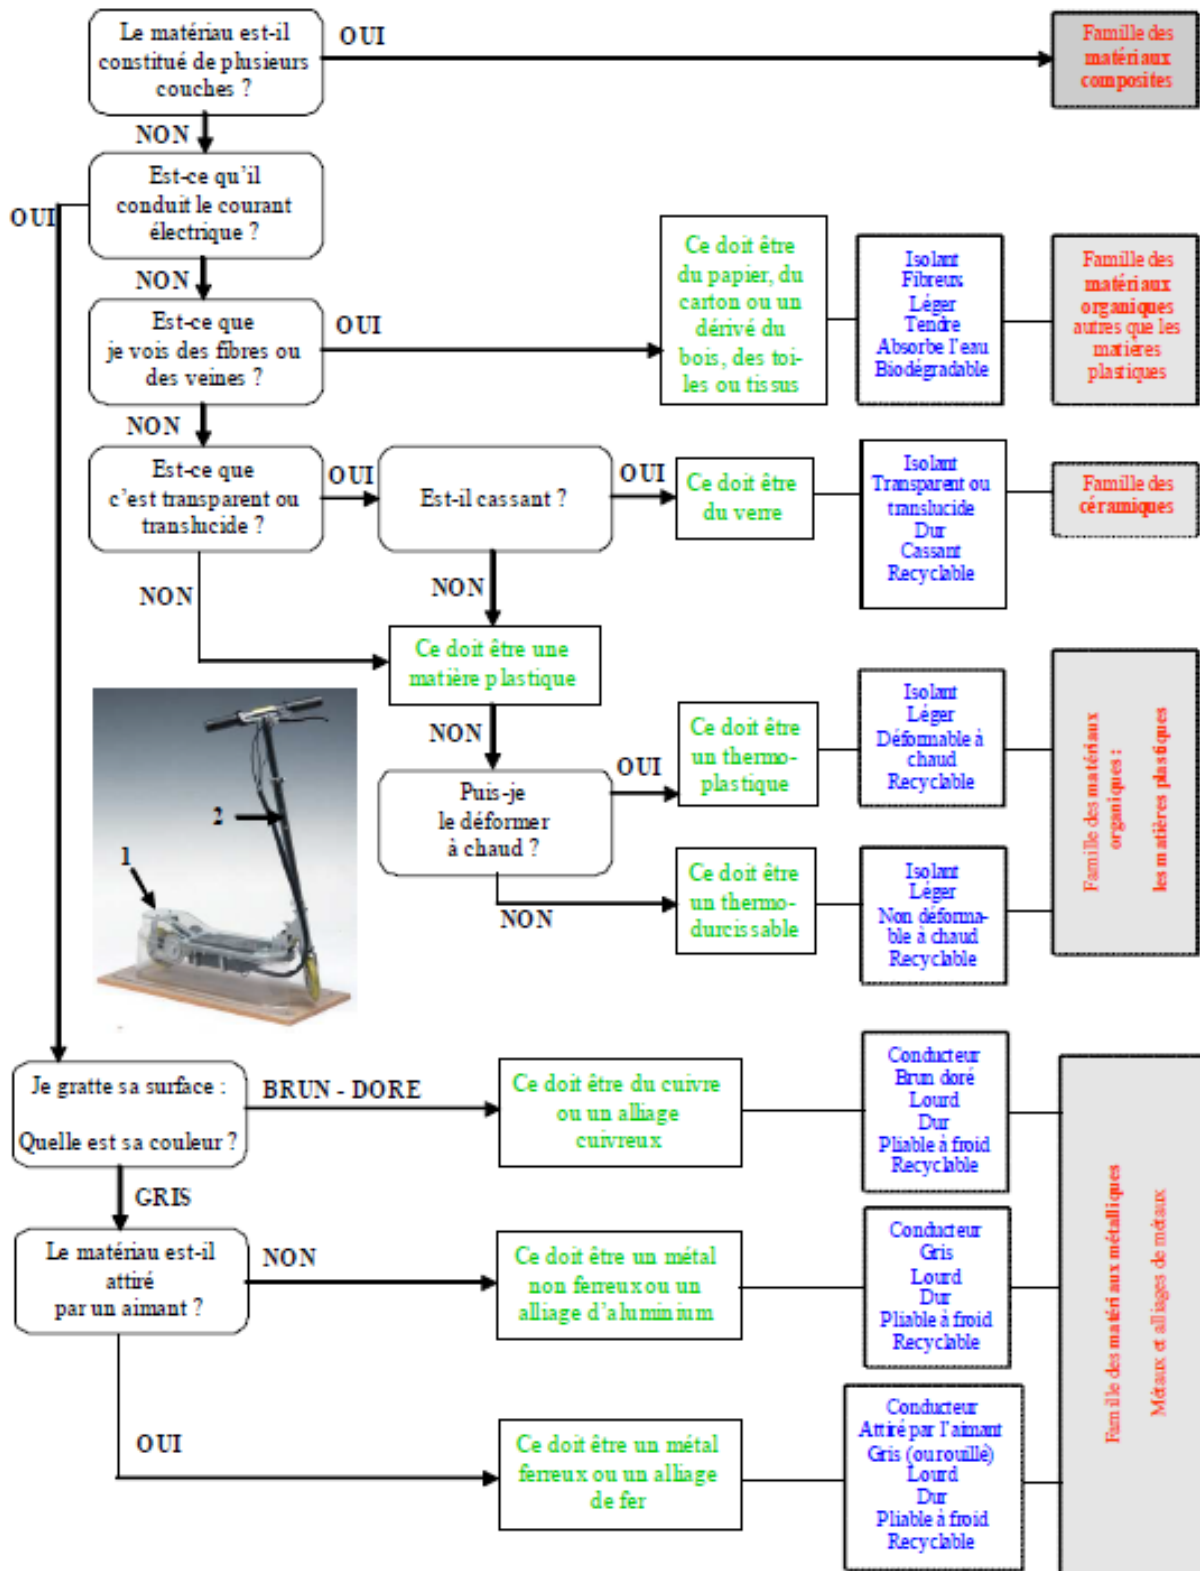 Le matériau est-il
constitué de plusieurs
couches ?
OUI
Famille des
matériaux
composites
NON
Est-ce qu'il
conduit le courant
électrique ?
OUI
NON
Est-ce que
je vois des fibres ou
des veines ?
OUI
Ce doit être
du papier, du
carton ou un
dérivé du
bois, des toi-
les ou tissus
Isolant
Fibreux
Léger
Tendre
Absorbe l'eau
Biodégradable
Famille des
matériaux
organiques
autres que les
matières
plastiques
NON
Est-ce que
c'est transparent ou
translucide ?
OUI
Est-il cassant ?
OUI
Ce doit être
du verre
Isolant
Transparent ou
translucide
Dur
Cassant
Recyclable
Famille des
céramiques
NON
NON
Ce doit être une
matière plastique
NON
Puis-je
le déformer
à chaud ?
OUI
Ce doit être
un thermo-
plastique
Isolant
Léger
Déformable à
chaud
Recyclable
NON
Ce doit être
un thermo-
durcissable
Isolant
Léger
Non déforma-
ble à chaud
Recyclable
Famille des matériaux
organiques :
les matières plastiques
1
2
Je gratte sa surface :
Quelle est sa couleur ?
BRUN - DORE
Ce doit être du cuivre
ou un alliage
cuivreux
Conducteur
Brun doré
Lourd
Dur
Pliable à froid
Recyclable
GRIS
Le matériau est-il
attiré
par un aimant ?
NON
Ce doit être un métal
non ferreux ou un
alliage d'aluminium
Conducteur
Gris
Lourd
Dur
Pliable à froid
Recyclable
OUI
Ce doit être un métal
ferreux ou un alliage
de fer
Conducteur
Attiré par l'aimant
Gris (ou rouillé)
Lourd
Dur
Pliable à froid
Recyclable
Famille des matériaux métalliques
Métaux et alliages de métaux